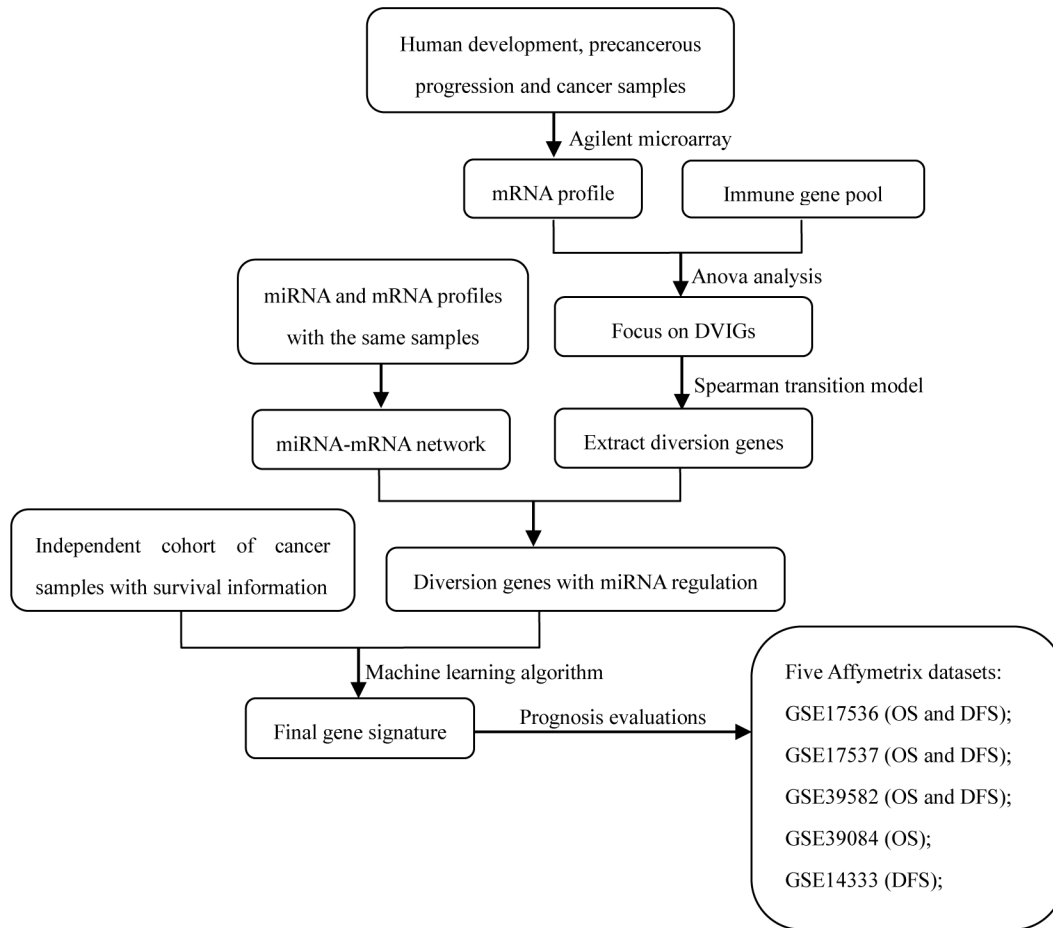 Human development, precancerous
progression and cancer samples
Agilent microarray
mRNA profile
Immune gene pool
Anova analysis
miRNA and mRNA profiles
with the same samples
Focus on DVIGs
Spearman transition model
miRNA-mRNA network
Extract diversion genes
Independent cohort of cancer
samples with survival information
Diversion genes with miRNA regulation
Machine learning algorithm
Final gene signature
Prognosis evaluations
Five Affymetrix datasets:
GSE17536 (OS and DFS);
GSE17537 (OS and DFS);
GSE39582 (OS and DFS);
GSE39084 (OS);
GSE14333 (DFS);